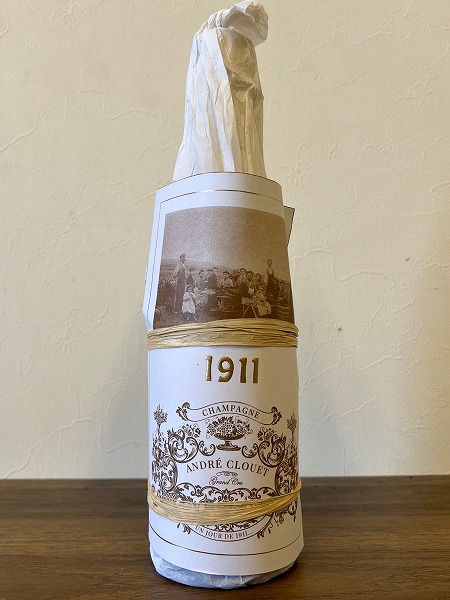 1911
CHAMPAGNE
ANDRÉ CLOUET
Grand Cru
UN JOUR DE 1911